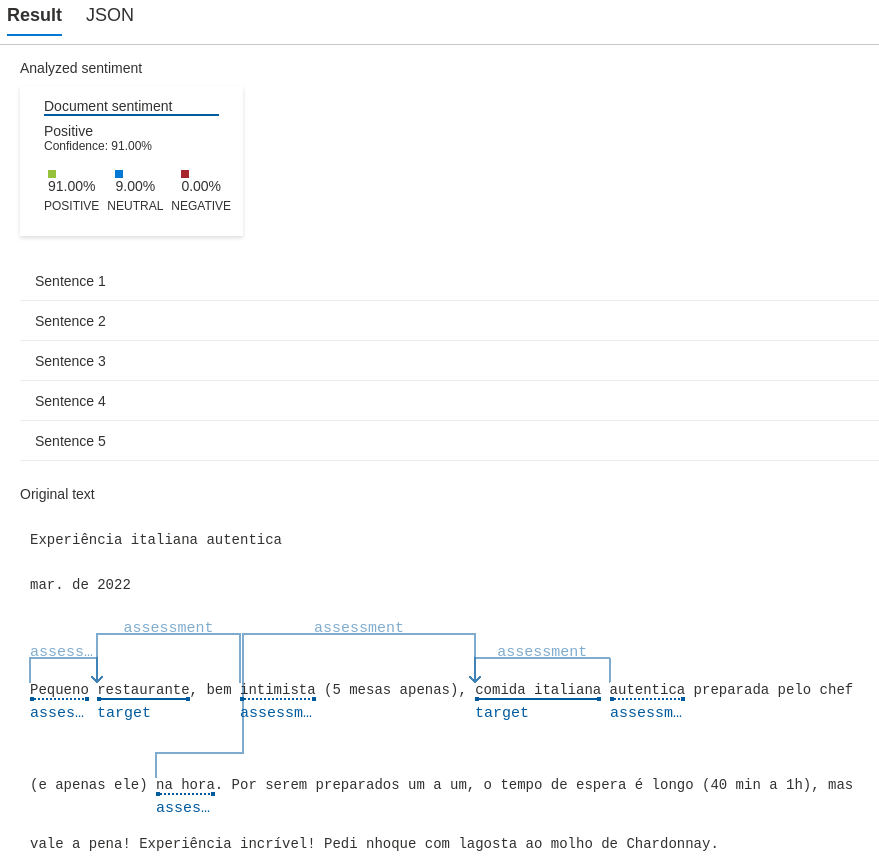 Result JSON
Analyzed sentiment
Document sentiment
Positive
Confidence: 91.00%
91.00% 9.00% 0.00%
POSITIVE NEUTRAL NEGATIVE
Sentence 1
Sentence 2
Sentence 3
Sentence 4
Sentence 5
Original text
Experiência italiana autentica
mar. de 2022
assessment assessment
assess… assessment
Pequeno restaurante, bem intimista (5 mesas apenas), comida italiana autentica preparada pelo chef
asses… target assessm… target assessm…
(e apenas ele) na hora. Por serem preparados um a um, o tempo de espera é longo (40 min a 1h), mas
asses…
vale a pena! Experiência incrível! Pedi nhoque com lagosta ao molho de Chardonnay.